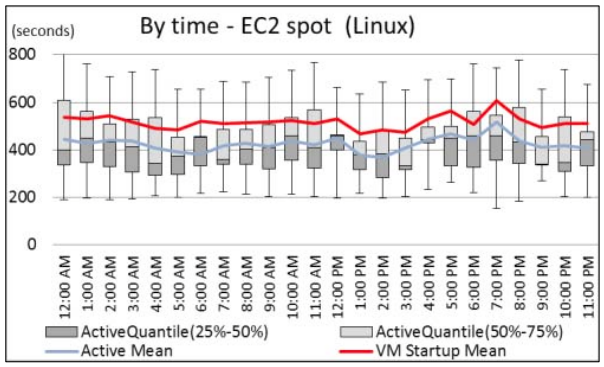 By time - EC2 spot (Linux)
(seconds)
800
600
400
200
0
12:00 AM
1:00 AM
2:00 AM
3:00 AM
4:00 AM
5:00 AM
6:00 AM
7:00 AM
8:00 AM
9:00 AM
10:00 AM
11:00 AM
12:00 PM
1:00 PM
2:00 PM
3:00 PM
4:00 PM
5:00 PM
6:00 PM
7:00 PM
8:00 PM
9:00 PM
10:00 PM
11:00 PM
ActiveQuantile(25%-50%)
ActiveQuantile(50%-75%)
Active Mean
VM Startup Mean